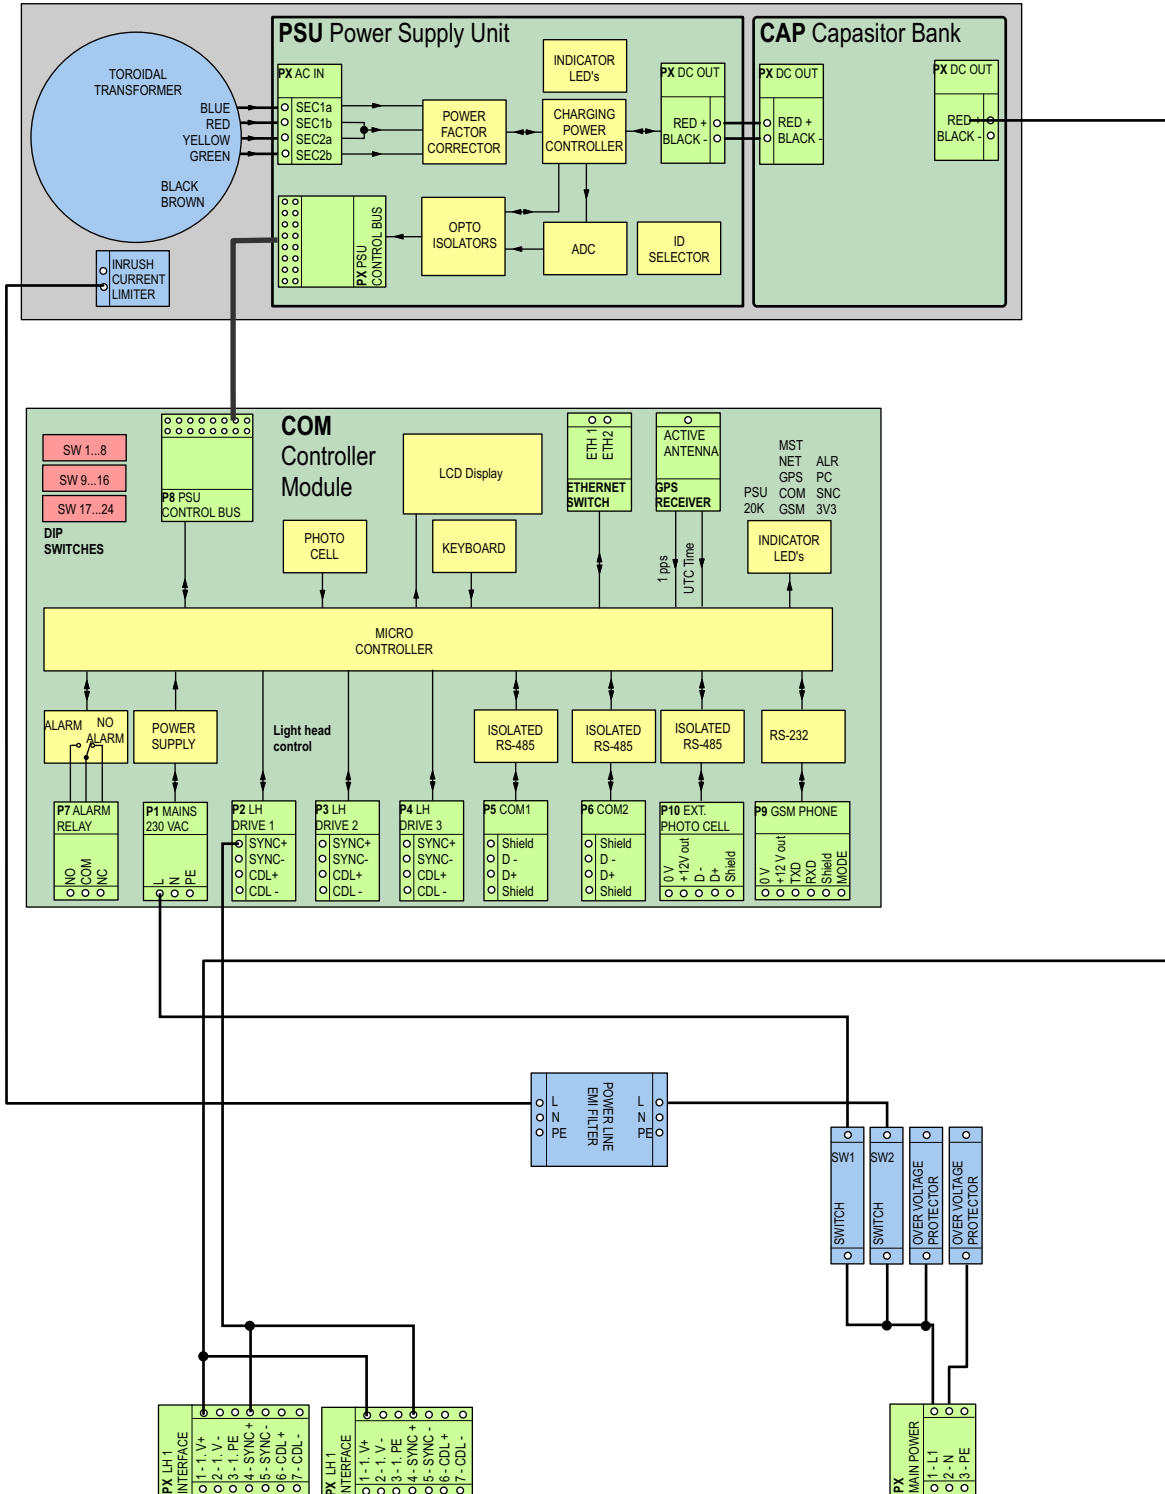 PSU Power Supply Unit
CAP Capasitor Bank
TOROIDAL
TRANSFORMER
BLUE
RED
YELLOW
GREEN
BLACK
BROWN
INRUSH
CURRENT
LIMITER
PX AC IN
SEC1a
SEC1b
SEC2a
SEC2b
POWER
FACTOR
CORRECTOR
INDICATOR
LED's
CHARGING
POWER
CONTROLLER
PX DC OUT
RED +
BLACK -
PX DC OUT
RED +
BLACK -
PX DC OUT
RED +
BLACK -
PX PSU
CONTROL BUS
OPTO
ISOLATORS
ADC
ID
SELECTOR
COM
Controller
Module
SW 1...8
SW 9...16
SW 17...24
DIP
SWITCHES
P8 PSU
CONTROL BUS
PHOTO
CELL
LCD Display
KEYBOARD
ETH 1
ETH2
ETHERNET
SWITCH
ACTIVE
ANTENNA
GPS
RECEIVER
1 pps
UTC Time
MST
NET ALR
GPS PC
PSU COM SNC
20K GSM 3V3
INDICATOR
LED's
MICRO
CONTROLLER
ALARM
NO
ALARM
POWER
SUPPLY
Light head
control
ISOLATED
RS-485
ISOLATED
RS-485
ISOLATED
RS-485
RS-232
P7 ALARM
RELAY
NO
COM
NC
P1 MAINS
230 VAC
L
N
PE
P2 LH
DRIVE 1
SYNC+
SYNC-
CDL+
CDL -
P3 LH
DRIVE 2
SYNC+
SYNC-
CDL+
CDL -
P4 LH
DRIVE 3
SYNC+
SYNC-
CDL+
CDL -
P5 COM1
Shield
D -
D+
Shield
P6 COM2
Shield
D -
D+
Shield
P10 EXT.
PHOTO CELL
0 V
+12V out
D -
D+
Shield
P9 GSM PHONE
0 V
+12 V out
TXD
RXD
Shield
MODE
L
N
PE
POWER LINE
EMI FILTER
L
N
PE
SW1
SWITCH
SW2
SWITCH
OVER VOLTAGE
PROTECTOR
OVER VOLTAGE
PROTECTOR
PX LH 1
INTERFACE
1 - 1. V+
2 - 1. V -
3 - 1. PE
4 - SYNC +
5 - SYNC -
6 - CDL +
7 - CDL -
PX LH 1
INTERFACE
1 - 1. V+
2 - 1. V -
3 - 1. PE
4 - SYNC +
5 - SYNC -
6 - CDL +
7 - CDL -
PX
MAIN POWER
1 - L1
2 - N
3 - PE